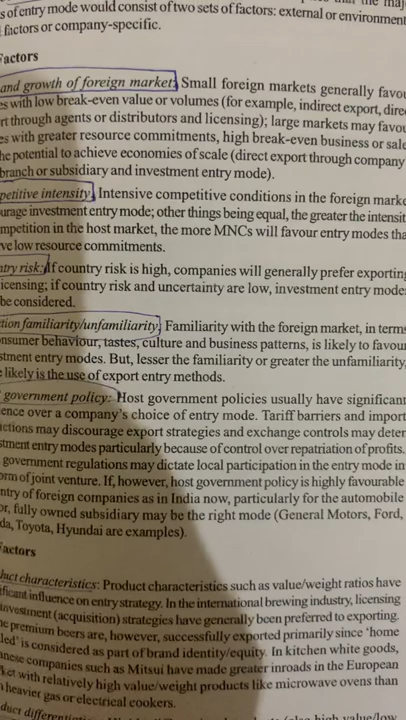 s of entry mode would consist of two sets of factors: external or environment
factors or company-specific.
Factors
and growth of foreign market: Small foreign markets generally favou
es with low break-even value or volumes (for example, indirect export, direc
rt through agents or distributors and licensing); large markets may favou
es with greater resource commitments, high break-even business or sale
he potential to achieve economies of scale (direct export through company
branch or subsidiary and investment entry mode).
petitive intensity: Intensive competitive conditions in the foreign marke
urage investment entry mode; other things being equal, the greater the intensit
mpetition in the host market, the more MNCs will favour entry modes tha
ve low resource commitments.
ntry risk: If country risk is high, companies will generally prefer exporting
icensing; if country risk and uncertainty are low, investment entry mode
be considered.
tion familiarity/unfamiliarity: Familiarity with the foreign market, in terms
nsumer behaviour, tastes, culture and business patterns, is likely to favour
stment entry modes. But, lesser the familiarity or greater the unfamiliarity,
e likely is the use of export entry methods.
government policy: Host government policies usually have significant
ence over a company's choice of entry mode. Tariff barriers and import
ictions may discourage export strategies and exchange controls may deter
stment entry modes particularly because of control over repatriation of profits.
government regulations may dictate local participation in the entry mode in
orm of joint venture. If, however, host government policy is highly favourable
ntry of foreign companies as in India now, particularly for the automobile
or, fully owned subsidiary may be the right mode (General Motors, Ford,
da, Toyota, Hyundai are examples).
Factors
duct characteristics: Product characteristics such as value/weight ratios have
ificant influence on entry strategy. In the international brewing industry, licensing
investment (acquisition) strategies have generally been preferred to exporting.
he premium beers are, however, successfully exported primarily since 'home
led' is considered as part of brand identity/equity. In kitchen white goods,
anese companies such as Mitsui have made greater inroads in the European
ket with relatively high value/weight products like microwave ovens than
heavier gas or electrical cookers.